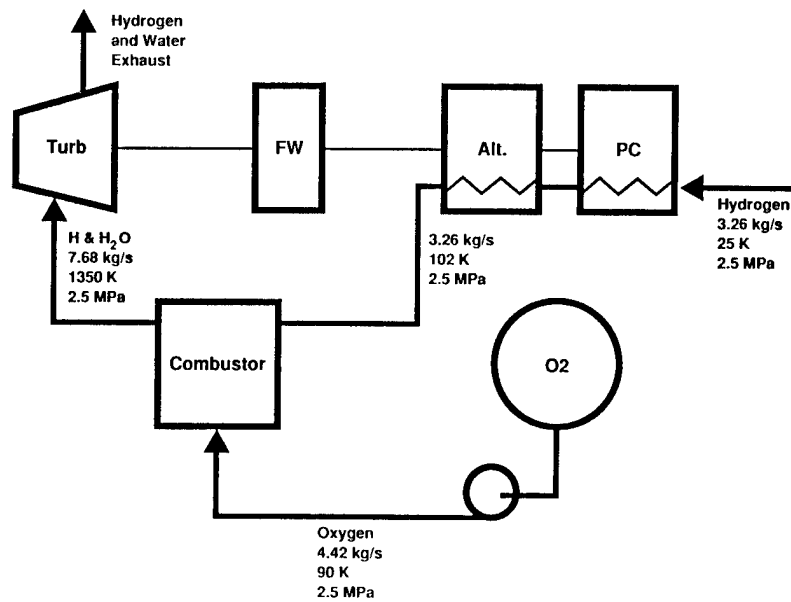 Hydrogen
and Water
Exhaust
Turb
FW
Alt.
PC
Hydrogen
3.26 kg/s
25 K
2.5 MPa
H & H2O
7.68 kg/s
1350 K
2.5 MPa
3.26 kg/s
102 K
2.5 MPa
Combustor
O2
Oxygen
4.42 kg/s
90 K
2.5 MPa